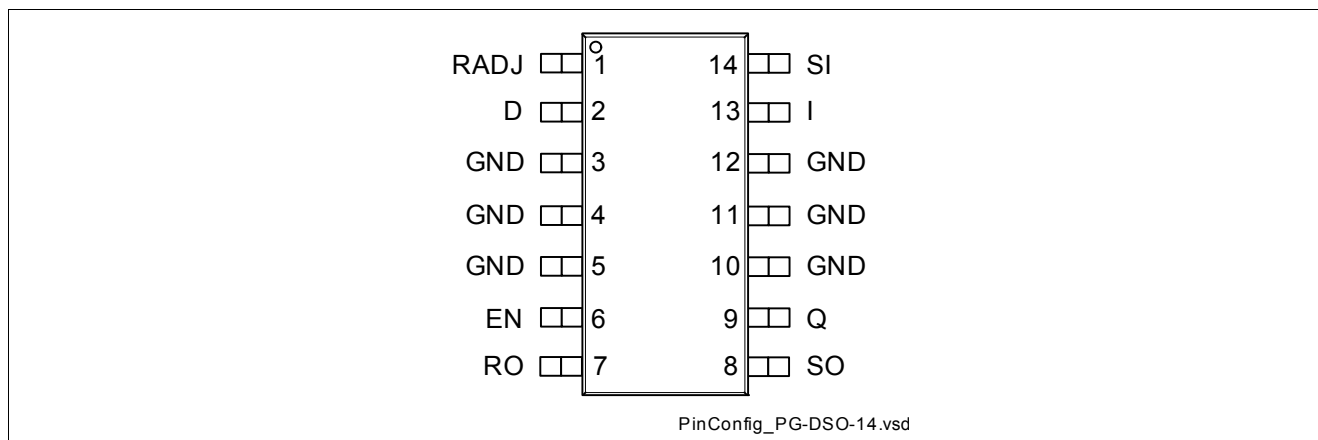 RADJ 1 14 SI
D 2 13 I
GND 3 12 GND
GND 4 11 GND
GND 5 10 GND
EN 6 9 Q
RO 7 8 SO
PinConfig_PG-DSO-14.vsd